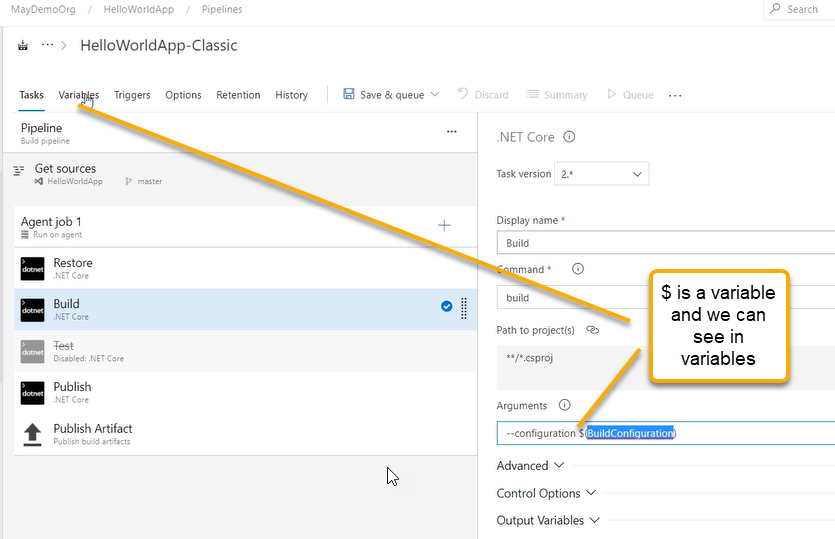 MayDemoOrg / HelloWorldApp / Pipelines
Search
··· > HelloWorldApp-Classic
Tasks Variables Triggers Options Retention History Save & queue Discard Summary Queue ···
Pipeline
Build pipeline
···
Get sources
HelloWorldApp master
Agent job 1
Run on agent
+
dotnet
Restore
.NET Core
dotnet
Build
.NET Core
dotnet
Test
Disabled: .NET Core
dotnet
Publish
.NET Core
Publish Artifact
Publish build artifacts
.NET Core
Task version 2.*
Display name *
Build
Command *
build
Path to project(s)
**/*.csproj
Arguments
--configuration $(BuildConfiguration)
Advanced
Control Options
Output Variables
$ is a variable
and we can
see in
variables